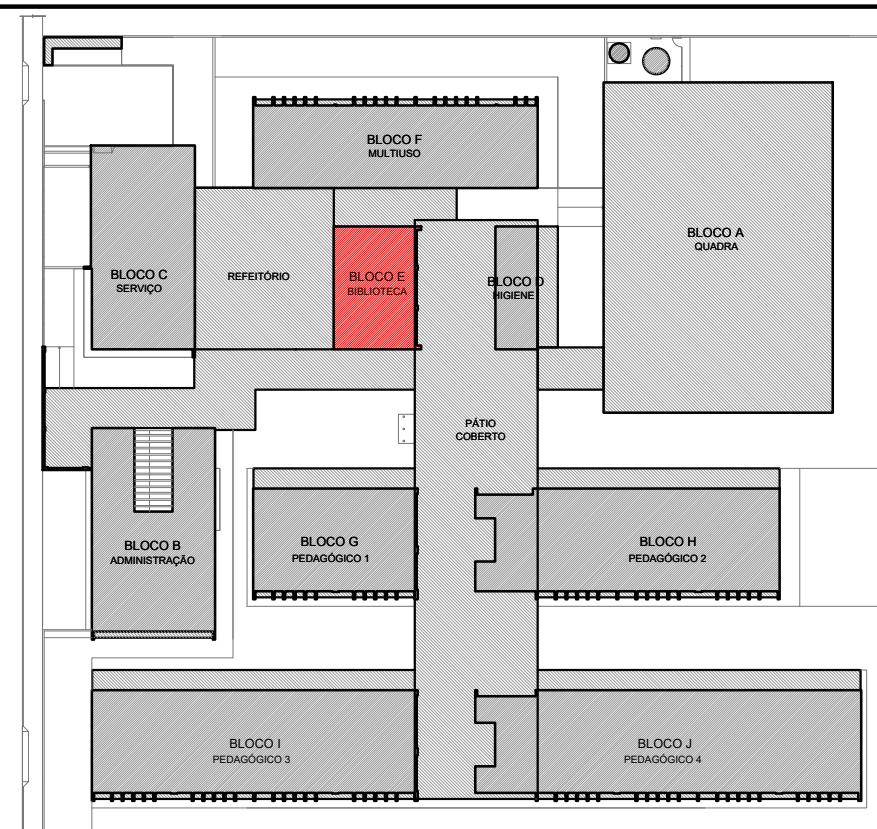 BLOCO F
MULTIUSO
BLOCO A
QUADRA
BLOCO C
SERVIÇO
REFEITÓRIO
BLOCO E
BIBLIOTECA
BLOCO D
HIGIENE
PÁTIO
COBERTO
BLOCO B
ADMINISTRAÇÃO
BLOCO G
PEDAGÓGICO 1
BLOCO H
PEDAGÓGICO 2
BLOCO I
PEDAGÓGICO 3
BLOCO J
PEDAGÓGICO 4